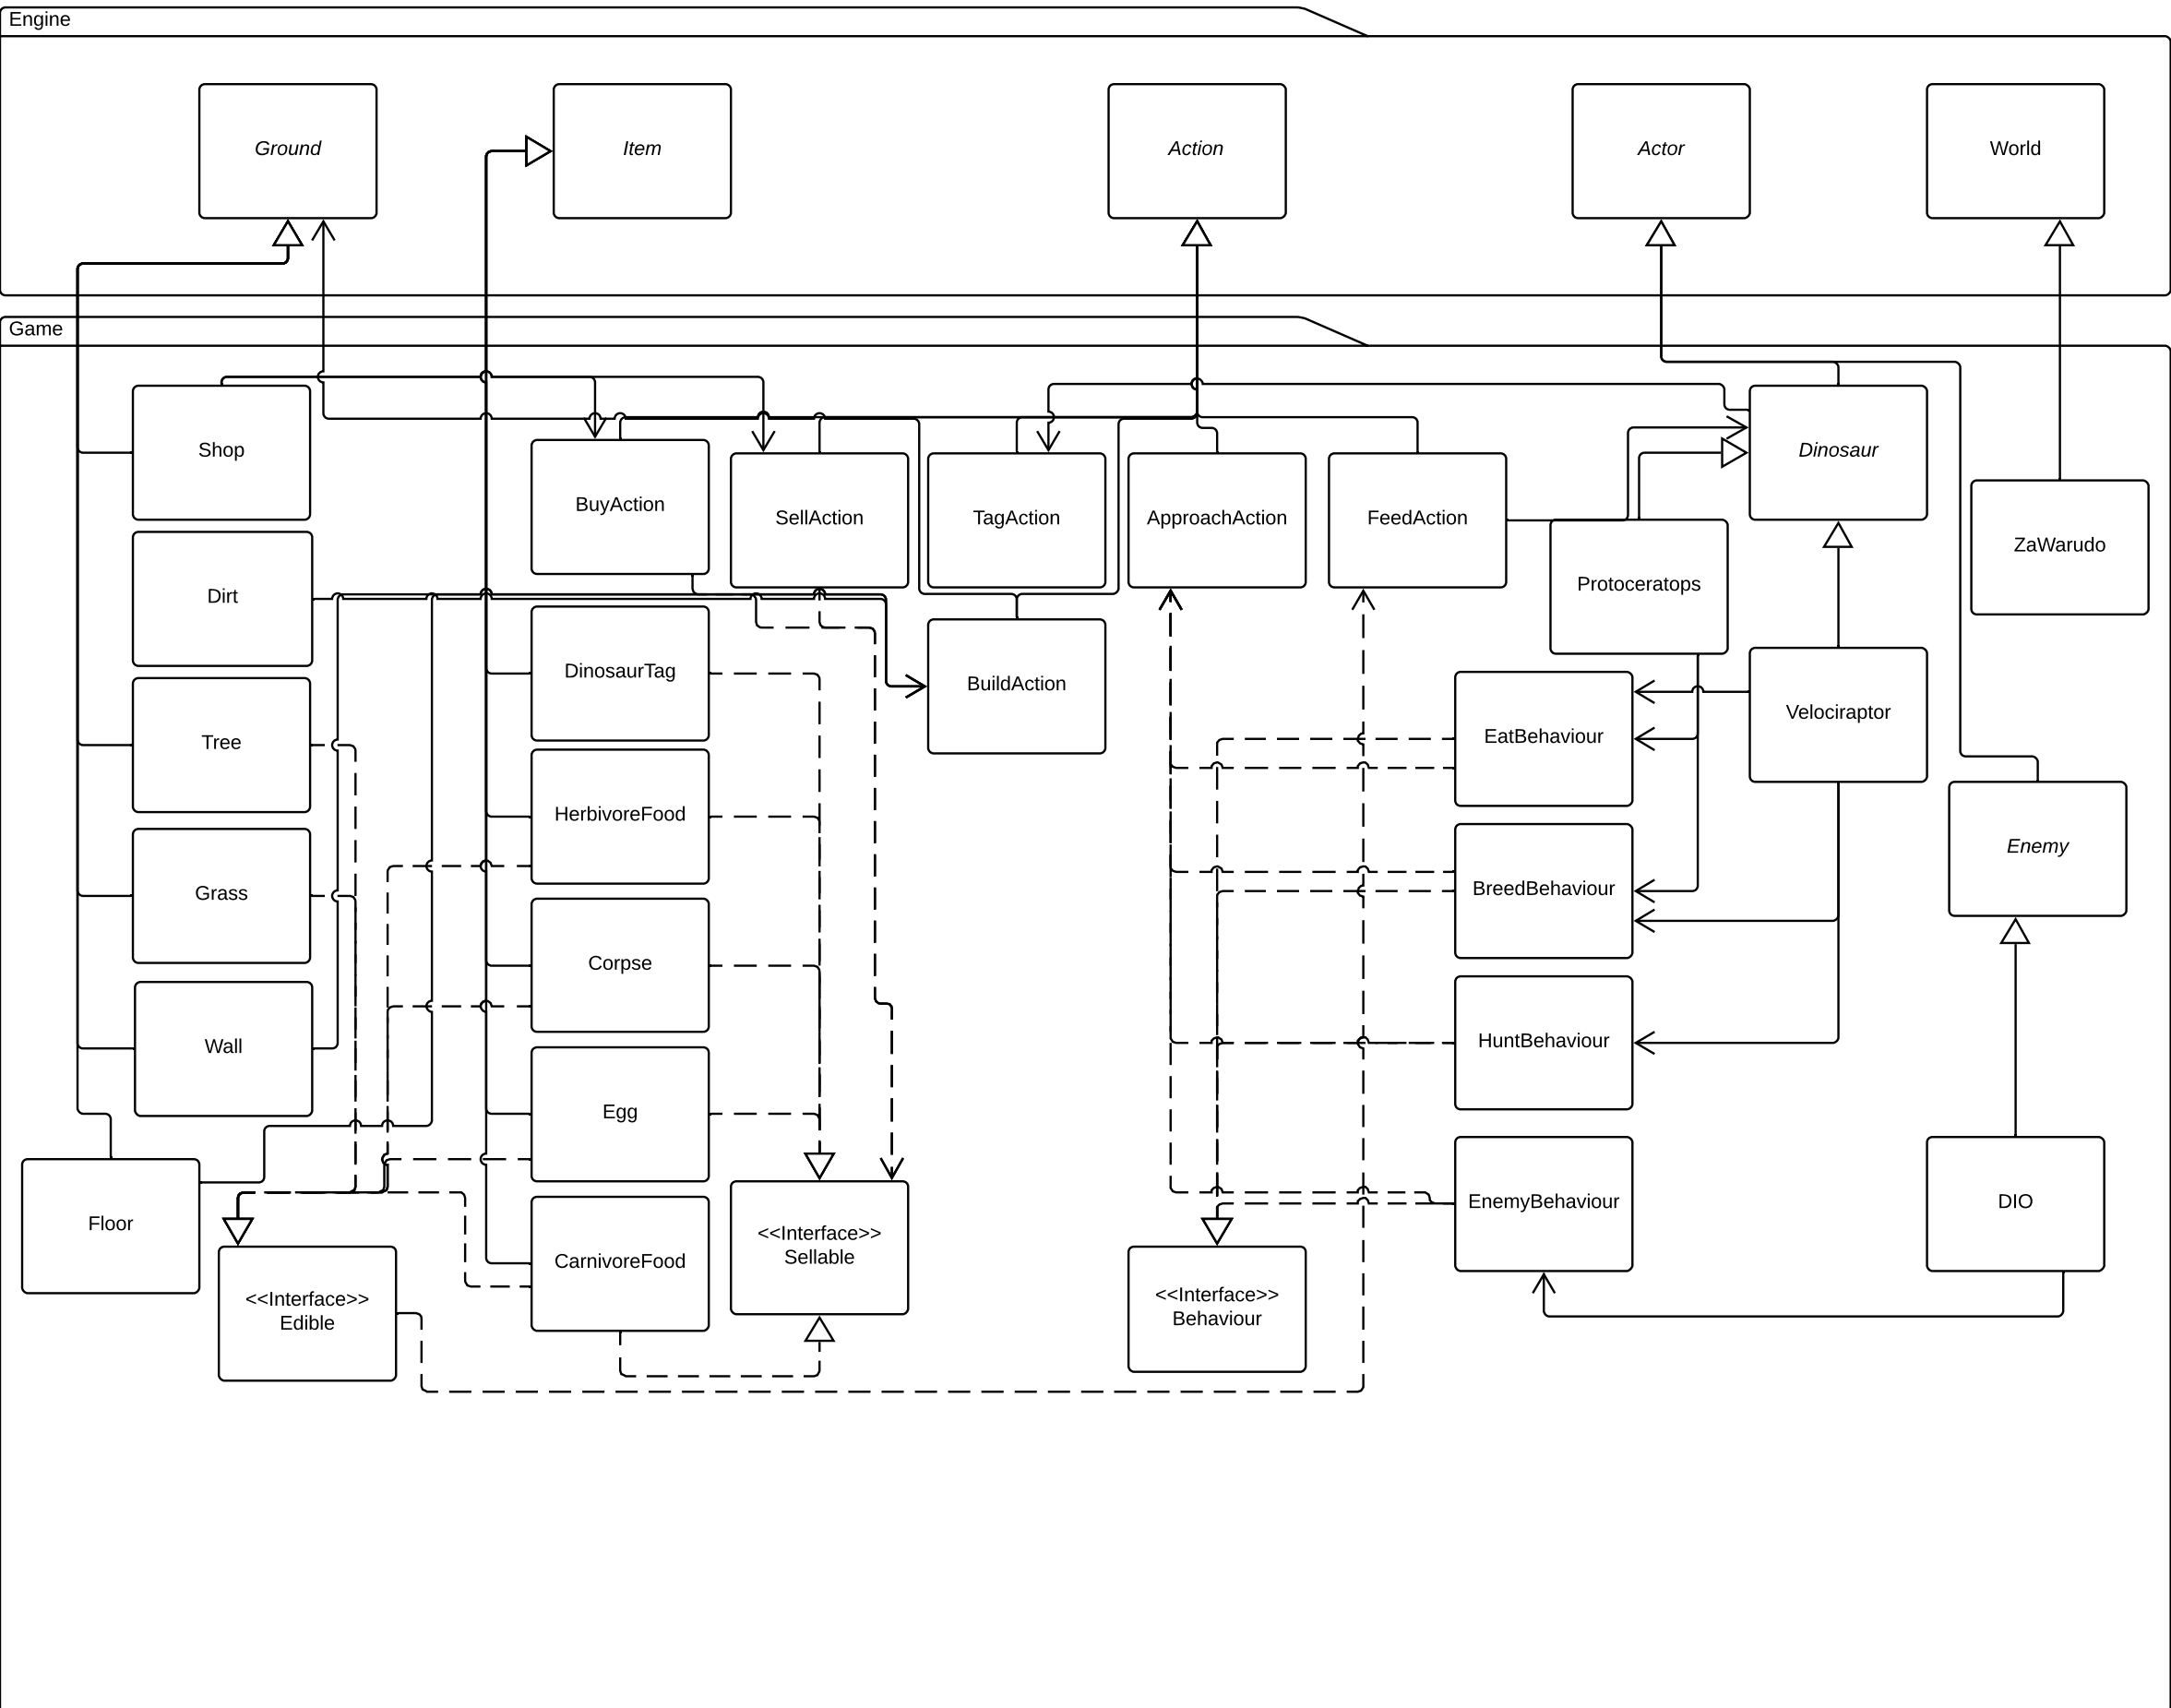 Engine
Ground
Item
Action
Actor
World
Game
Shop
BuyAction
SellAction
TagAction
ApproachAction
FeedAction
Dinosaur
Protoceratops
ZaWarudo
Dirt
DinosaurTag
BuildAction
Velociraptor
Tree
EatBehaviour
HerbivoreFood
Enemy
Grass
BreedBehaviour
Corpse
Wall
HuntBehaviour
Egg
Floor
EnemyBehaviour
DIO
CarnivoreFood
<<Interface>>
Sellable
<<Interface>>
Edible
<<Interface>>
Behaviour